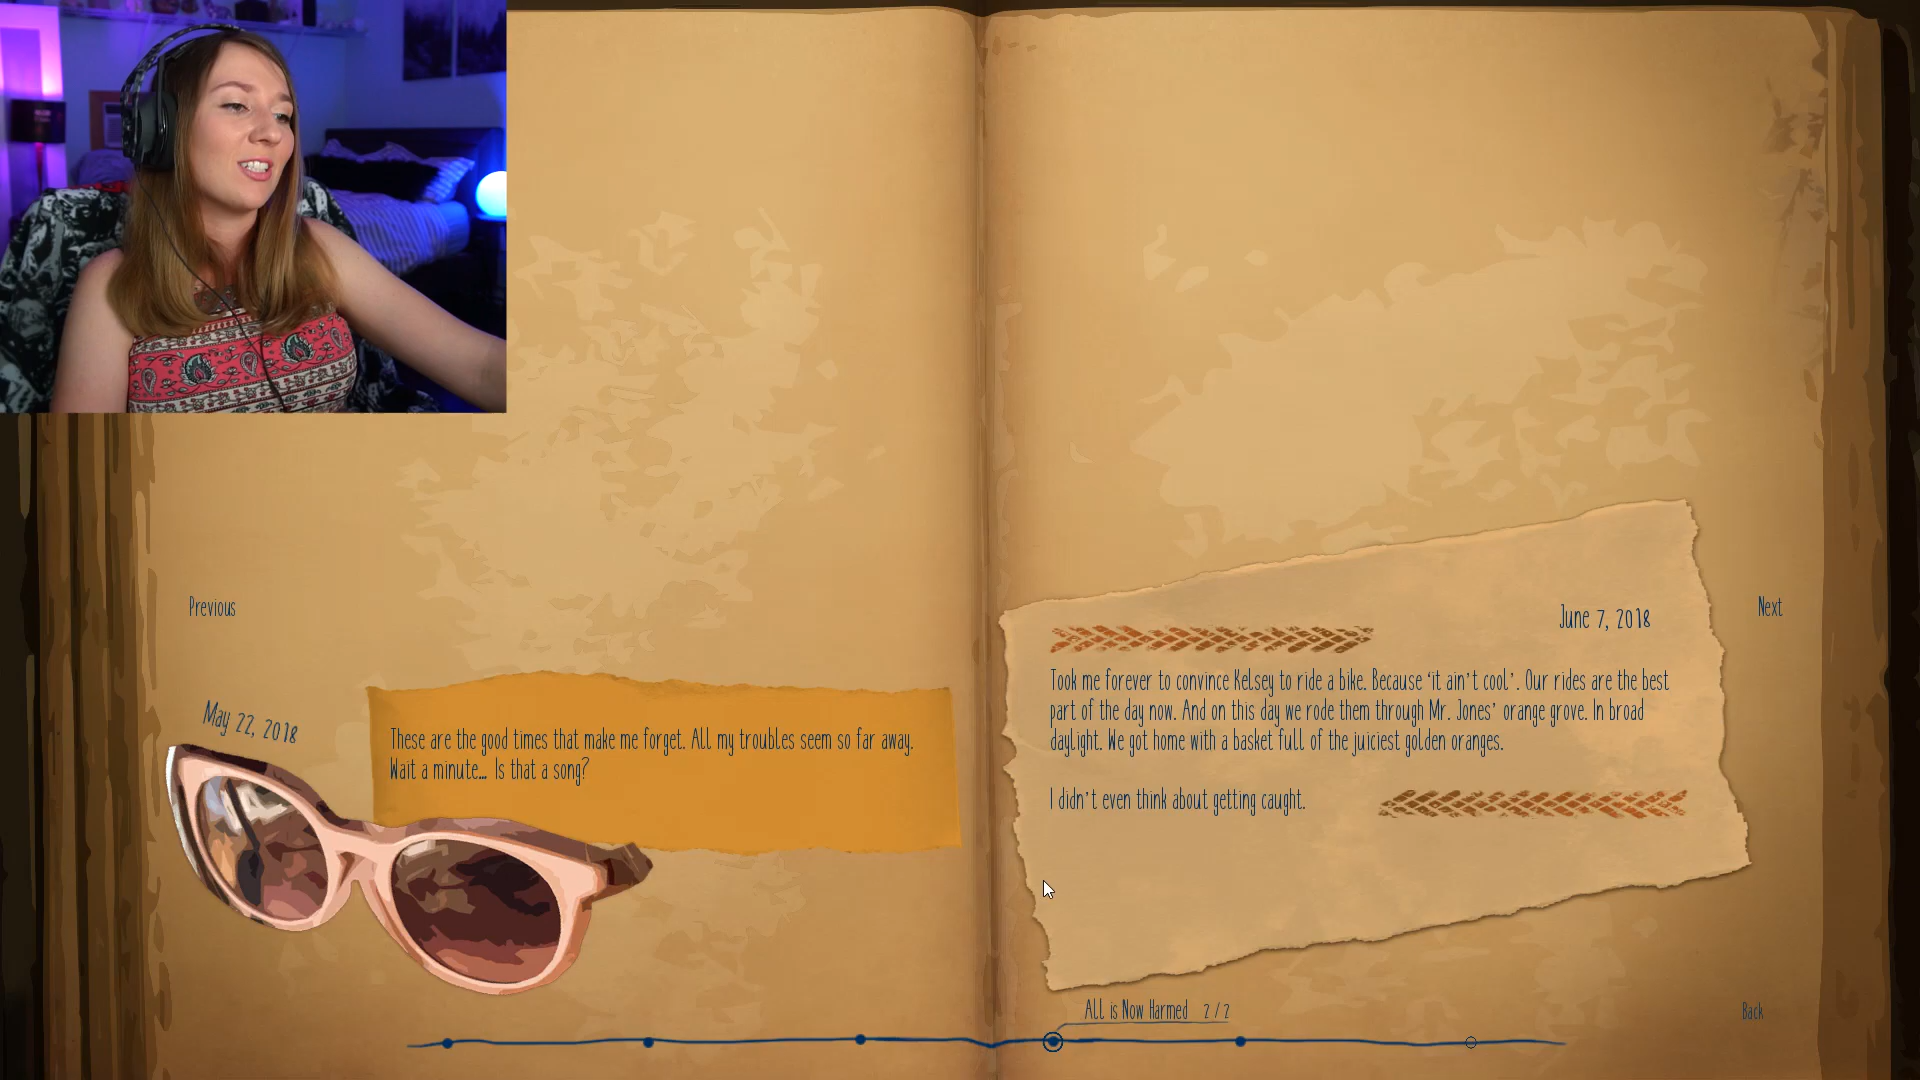 Previous
May 22, 2018
These are the good times that make me forget. All my troubles seem so far away.
Wait a minute... Is that a song?
June 7, 2018
Took me forever to convince Kelsey to ride a bike. Because ‘it ain’t cool’. Our rides are the best
part of the day now. And on this day we rode them through Mr. Jones’ orange grove. In broad
daylight. We got home with a basket full of the juiciest golden oranges.
I didn’t even think about getting caught.
Next
All is Now Harmed 2 / 2
Back